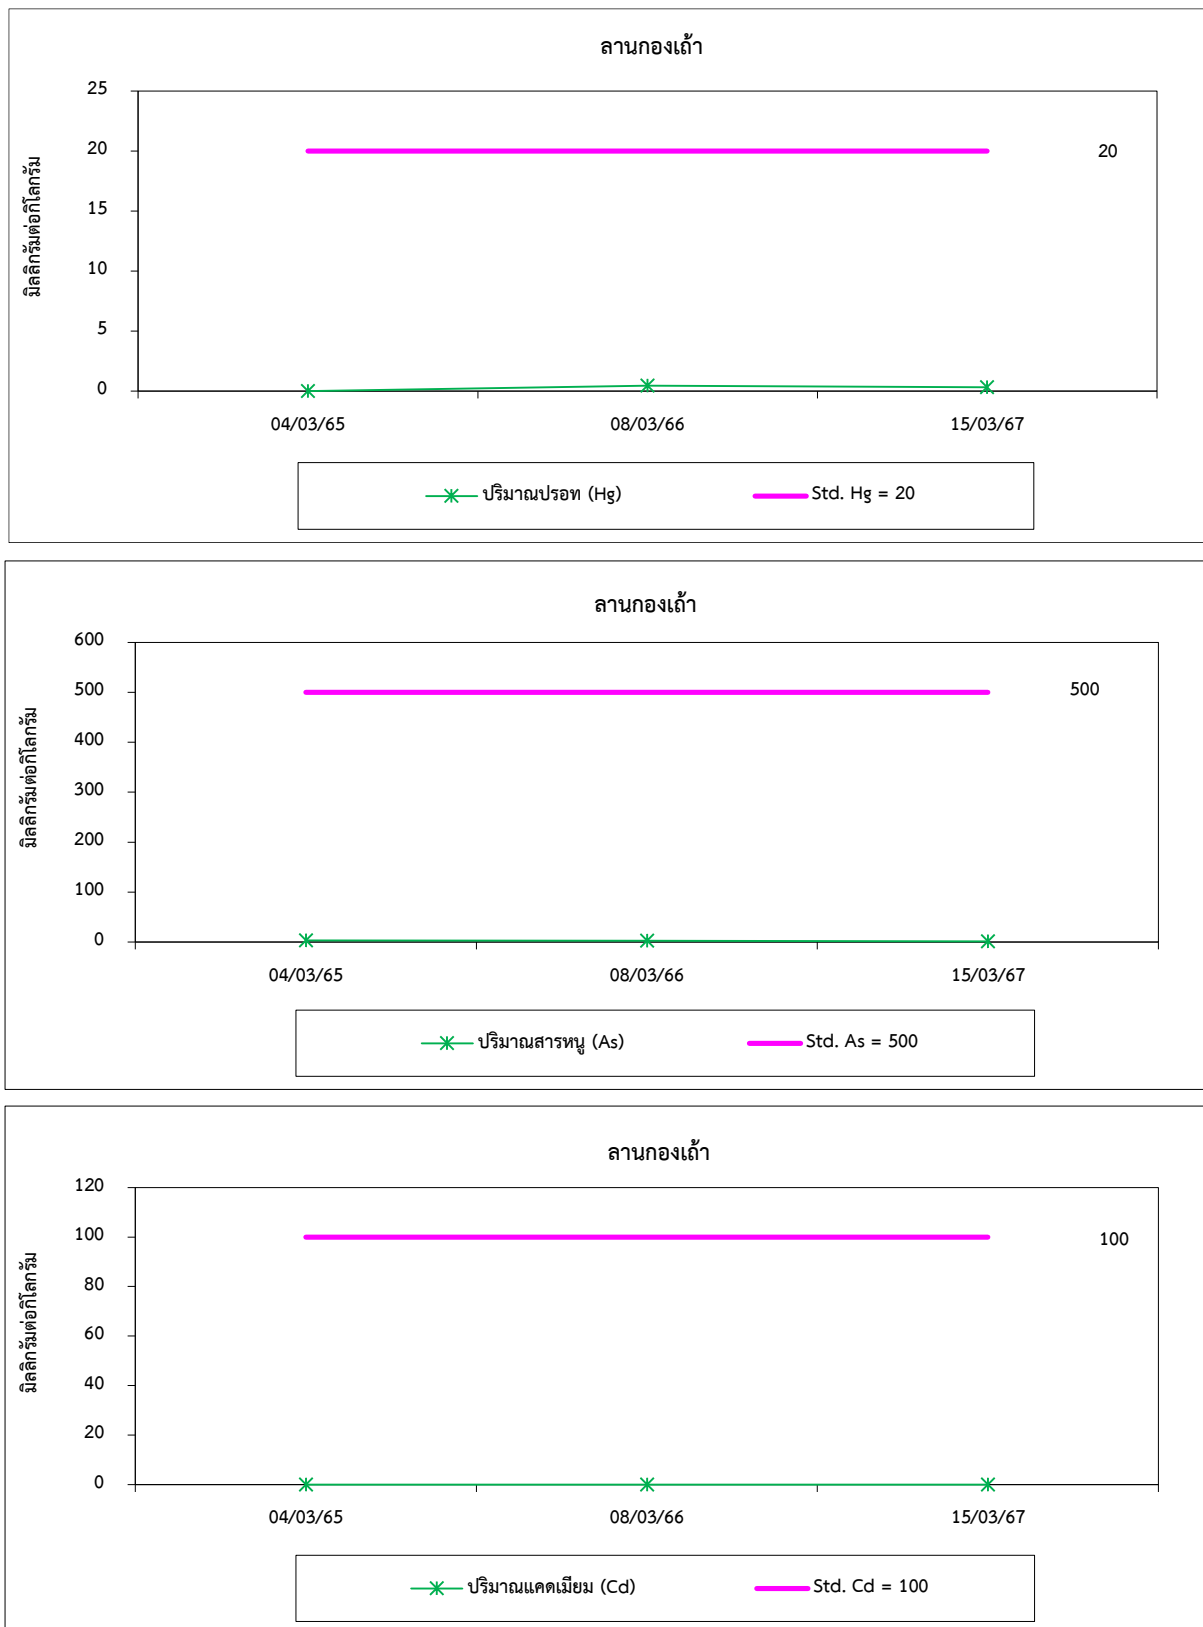 ลานกองเถ้า
25
20
20
15
10
5
0
มิลลิกรัมต่อกิโลกรัม
04/03/65 08/03/66 15/03/67
ปริมาณปรอท (Hg) Std. Hg = 20
ลานกองเถ้า
600
500
500
400
300
200
100
0
มิลลิกรัมต่อกิโลกรัม
04/03/65 08/03/66 15/03/67
ปริมาณสารหนู (As) Std. As = 500
ลานกองเถ้า
120
100
100
80
60
40
20
0
มิลลิกรัมต่อกิโลกรัม
04/03/65 08/03/66 15/03/67
ปริมาณแคดเมียม (Cd) Std. Cd = 100